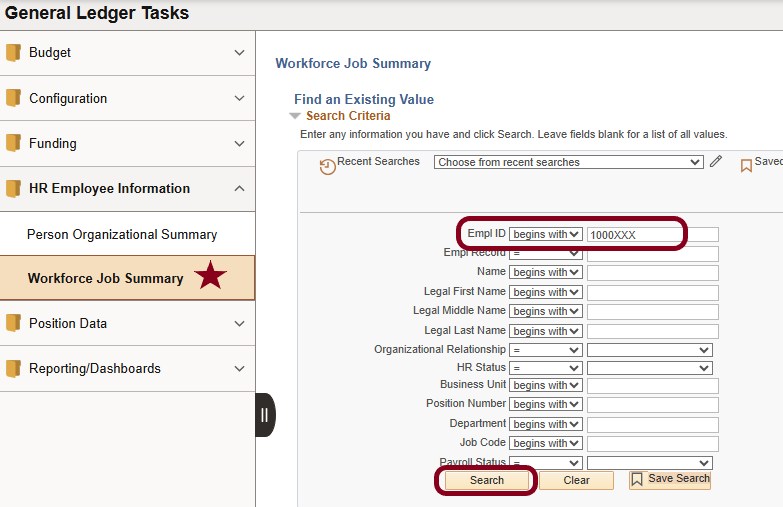 General Ledger Tasks
Budget
Configuration
Funding
HR Employee Information
Person Organizational Summary
Workforce Job Summary
Position Data
Reporting/Dashboards
Workforce Job Summary
Find an Existing Value
Search Criteria
Enter any information you have and click Search. Leave fields blank for a list of all values.
Recent Searches Choose from recent searches Saved
Empl ID begins with 1000XXX
Empl Record =
Name begins with
Legal First Name begins with
Legal Middle Name begins with
Legal Last Name begins with
Organizational Relationship =
HR Status =
Business Unit begins with
Position Number begins with
Department begins with
Job Code begins with
Payroll Status =
Search Clear Save Search